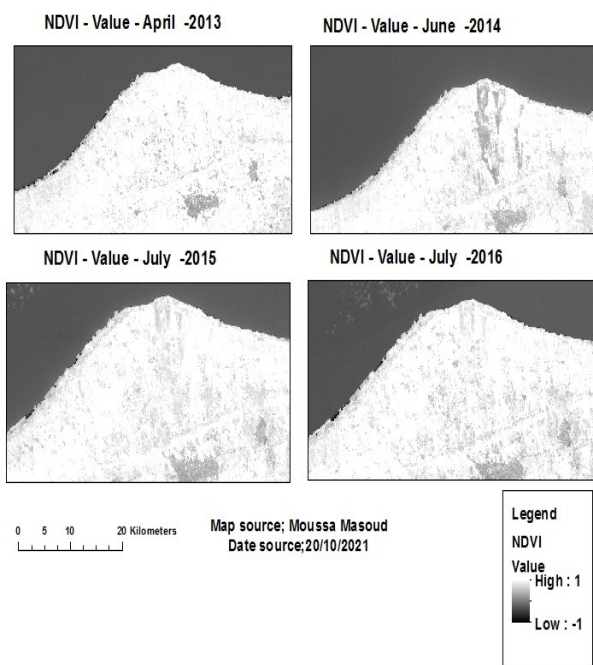 NDVI - Value - April -2013
NDVI - Value - June -2014
NDVI - Value - July -2015
NDVI - Value - July -2016
0 5 10 20 Kilometers
Map source; Moussa Masoud
Date source;20/10/2021
Legend
NDVI
Value
High : 1
Low : -1